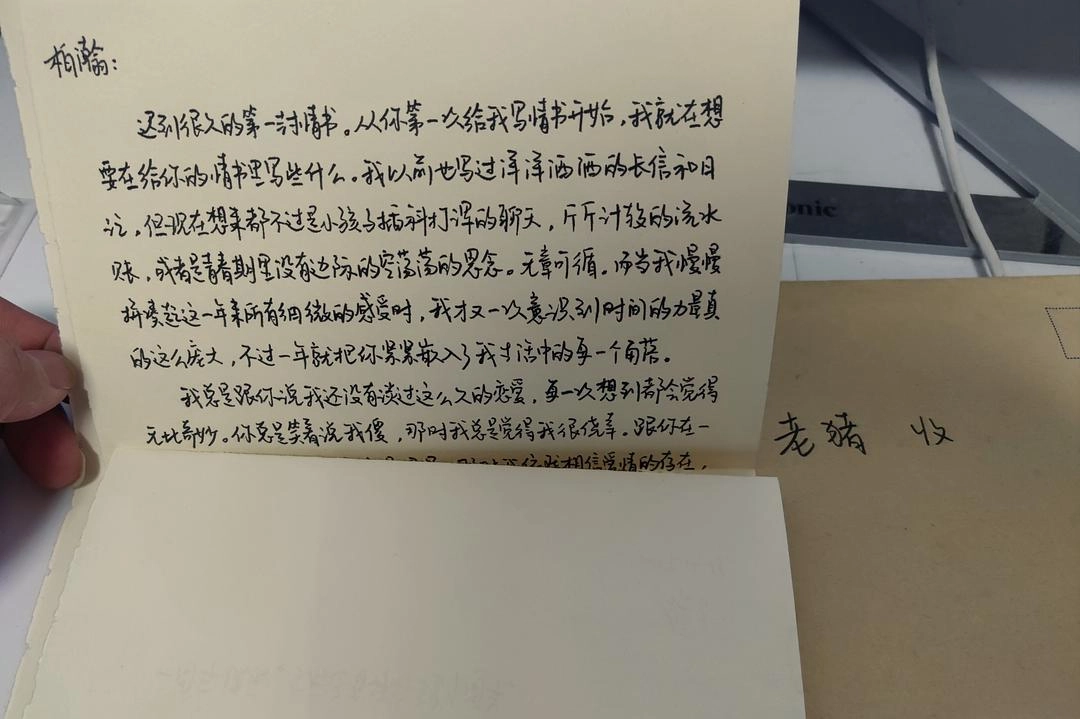 柏瀚：
迟到很久的第一封情书。从你第一次给我写情书开始，我就在想
要在给你的情书里写些什么。我以前也写过洋洋洒洒的长信和日
记，但现在想来都不过是小孩与插科打诨的聊天，斤斤计较的流水
账，或者是青春期里没有边际的空荡荡的思念。无章可循。而当我慢慢
拼凑起这一年来所有细微的感受时，我才又一次意识到时间的力量真
的这么庞大，不过一年就把你紧紧嵌入了我生活中的每一个角落。
我总是跟你说我还没有谈过这么久的恋爱，每一次想到都会觉得
无比奇妙。你总是笑着说我傻，那时我总是觉得我很侥幸。跟你在一
我相信爱情的存在，
老猪 收
onic